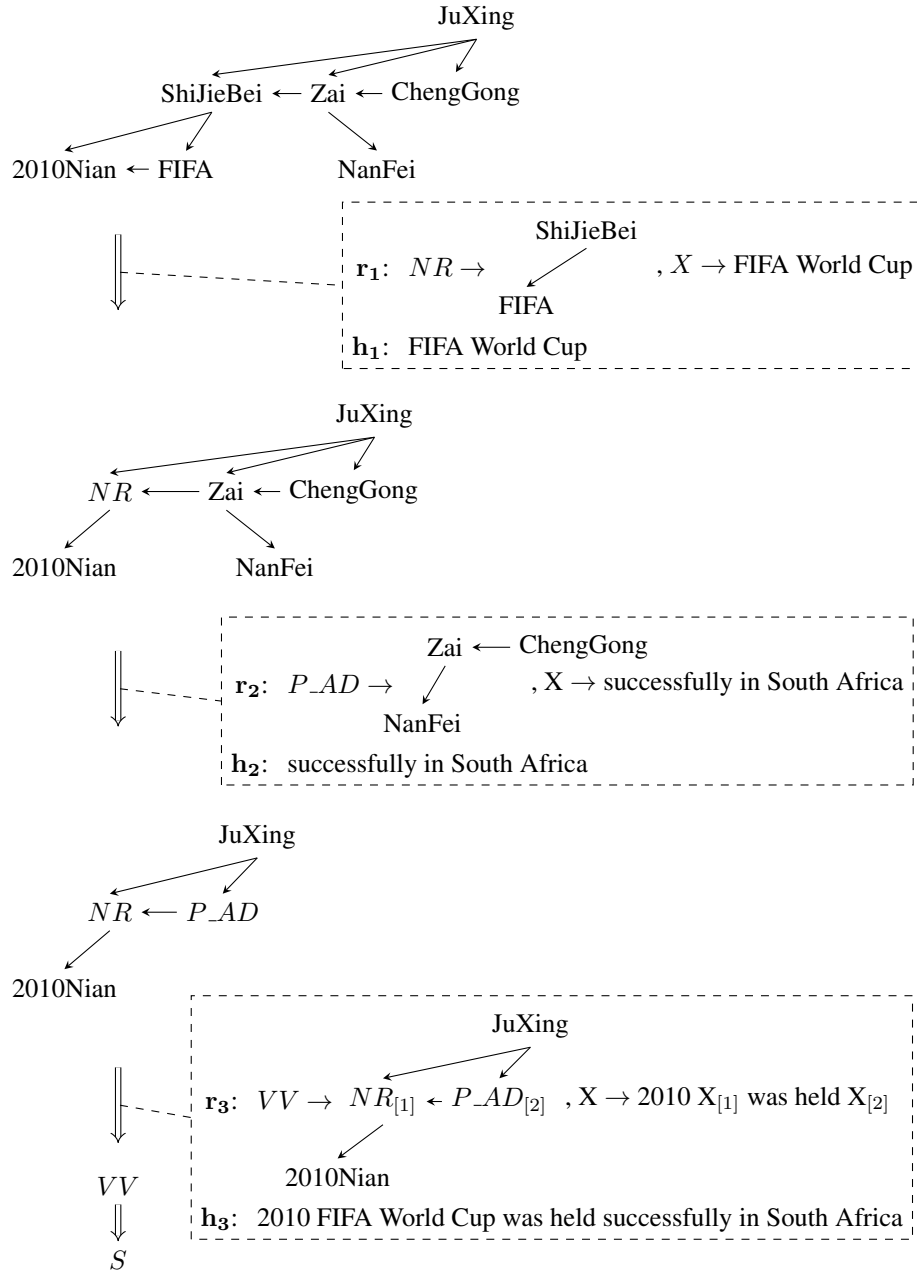 JuXing
ShiJieBei Zai ChengGong
2010Nian FIFA NanFei
ShiJieBei
r1: NR → , X → FIFA World Cup
FIFA
h1: FIFA World Cup
JuXing
NR Zai ChengGong
2010Nian NanFei
Zai ChengGong
r2: P_AD → , X → successfully in South Africa
NanFei
h2: successfully in South Africa
JuXing
NR P_AD
2010Nian
JuXing
r3: VV → NR[1] P_AD[2] , X → 2010 X[1] was held X[2]
2010Nian
VV
h3: 2010 FIFA World Cup was held successfully in South Africa
S